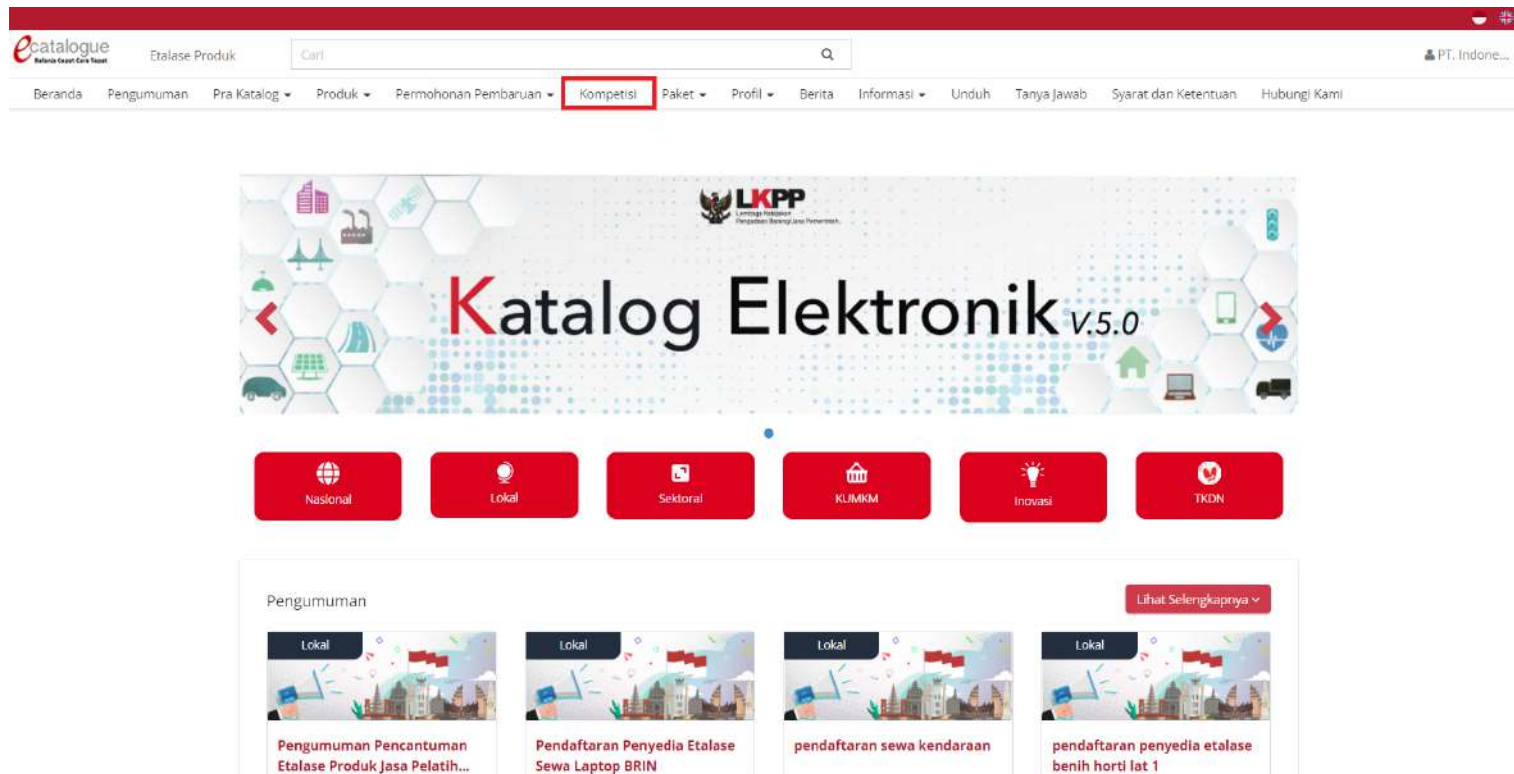 ecatalogue
Belanja Cepat Cara Tepat
Etalase Produk
Cari
PT. Indone...
Beranda Pengumuman Pra Katalog Produk Permohonan Pembaruan Kompetisi Paket Profil Berita Informasi Unduh Tanya Jawab Syarat dan Ketentuan Hubungi Kami
LKPP
Lembaga Kebijakan
Pengadaan Barang/Jasa Pemerintah
Katalog Elektronik V.5.0
Nasional
Lokal
Sektoral
KUMKM
Inovasi
TKDN
Pengumuman
Lihat Selengkapnya
Lokal
Pengumuman Pencantuman
Etalase Produk Jasa Pelatih...
Lokal
Pendaftaran Penyedia Etalase
Sewa Laptop BRIN
Lokal
pendaftaran sewa kendaraan
Lokal
pendaftaran penyedia etalase
benih horti lat 1